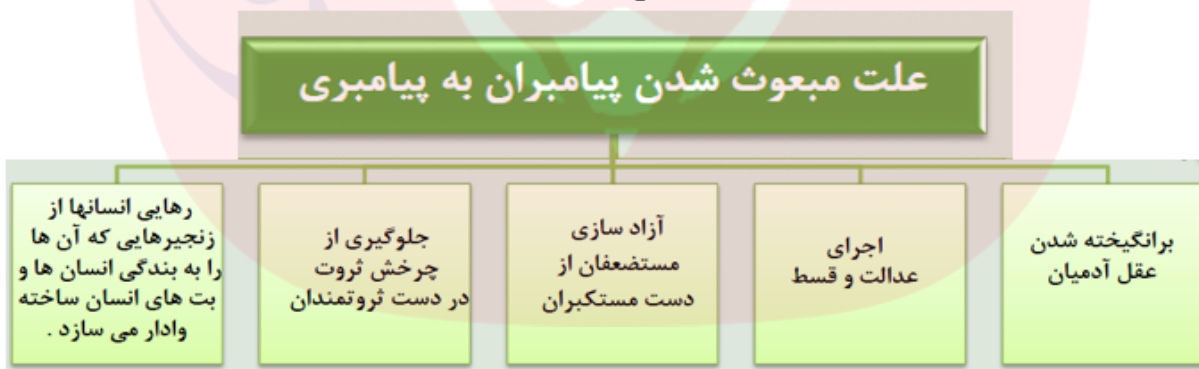 علت مبعوث شدن پیامبران به پیامبری
برانگیخته شدن
عقل آدمیان
اجرای
عدالت و قسط
آزاد سازی
مستضعفان از
دست مستکبران
جلوگیری از
چرخش ثروت
در دست ثروتمندان
رهایی انسانها از
زنجیرهایی که آن ها
را به بندگی انسان ها و
بت های انسان ساخته
وادار می سازد .